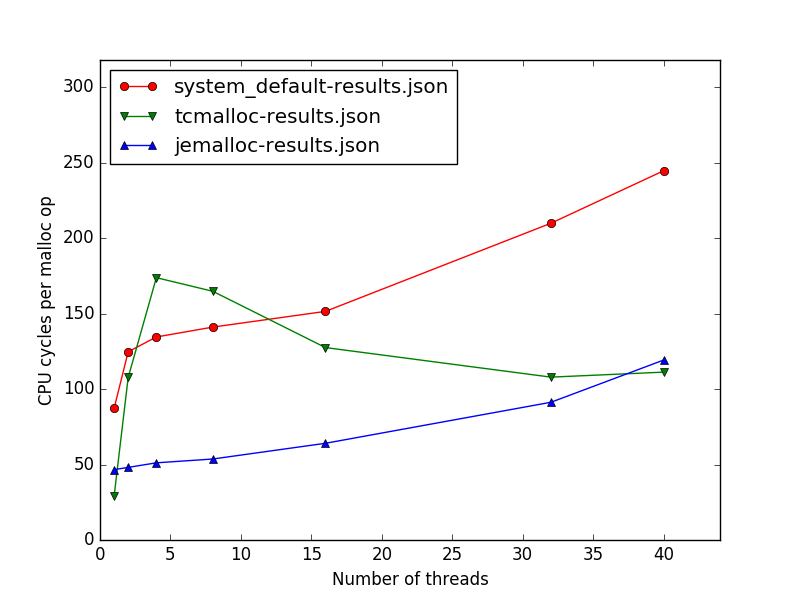 system_default-results.json
tcmalloc-results.json
jemalloc-results.json
CPU cycles per malloc op
300
250
200
150
100
50
0
0 5 10 15 20 25 30 35 40
Number of threads